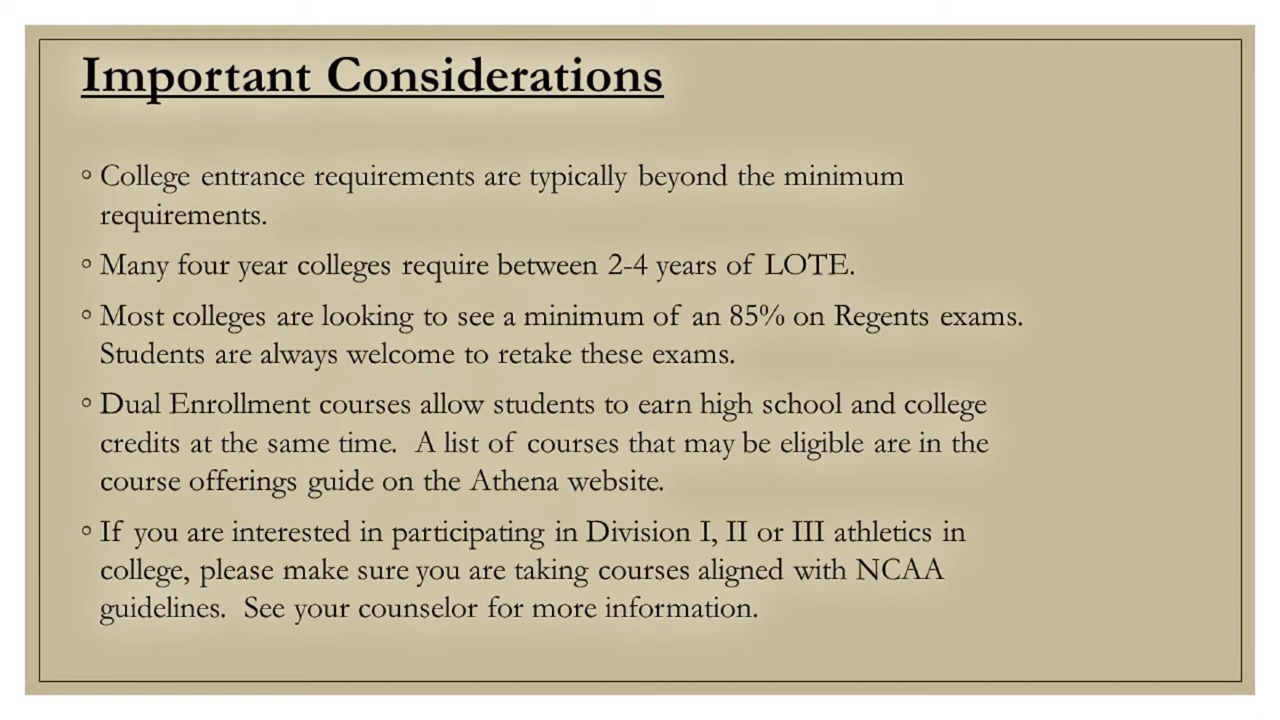 Important Considerations
◦ College entrance requirements are typically beyond the minimum
requirements.
◦ Many four year colleges require between 2-4 years of LOTE.
◦ Most colleges are looking to see a minimum of an 85% on Regents exams.
Students are always welcome to retake these exams.
◦ Dual Enrollment courses allow students to earn high school and college
credits at the same time.  A list of courses that may be eligible are in the
course offerings guide on the Athena website.
◦ If you are interested in participating in Division I, II or III athletics in
college, please make sure you are taking courses aligned with NCAA
guidelines.  See your counselor for more information.